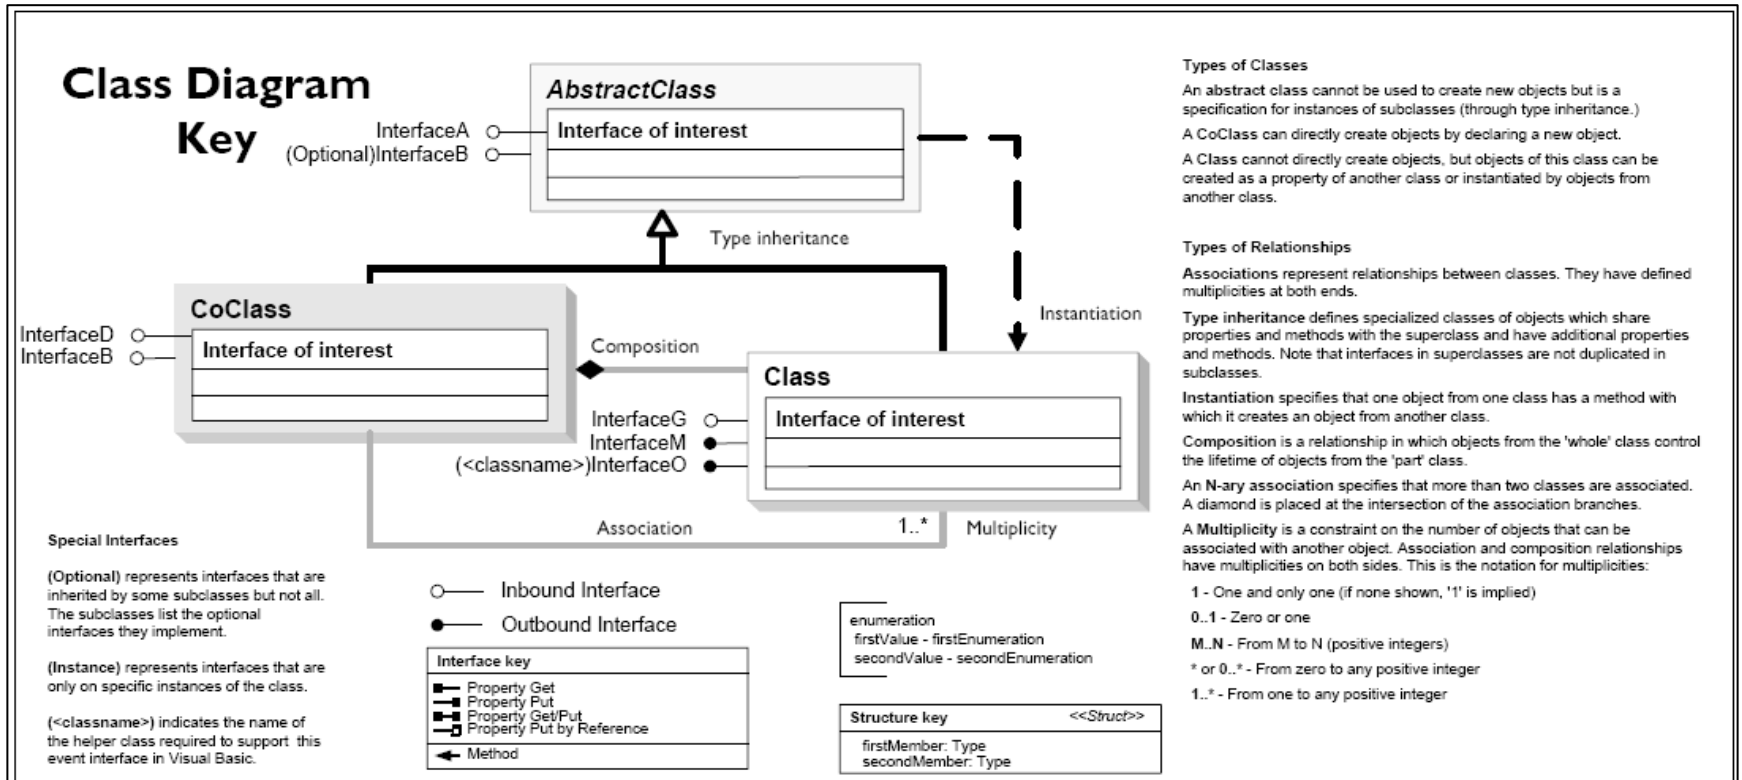 Class Diagram
Key
AbstractClass
Interface of interest
InterfaceA
(Optional)InterfaceB
Type inheritance
CoClass
Interface of interest
InterfaceD
InterfaceB
Composition
Instantiation
Class
Interface of interest
InterfaceG
InterfaceM
(<classname>)InterfaceO
Association
1..*
Multiplicity
Special Interfaces
(Optional) represents interfaces that are
inherited by some subclasses but not all.
The subclasses list the optional
interfaces they implement.
(Instance) represents interfaces that are
only on specific instances of the class.
(<classname>) indicates the name of
the helper class required to support this
event interface in Visual Basic.
Inbound Interface
Outbound Interface
Interface key
Property Get
Property Put
Property Get/Put
Property Put by Reference
Method
enumeration
firstValue - firstEnumeration
secondValue - secondEnumeration
Structure key <<Struct>>
firstMember: Type
secondMember: Type
Types of Classes
An abstract class cannot be used to create new objects but is a
specification for instances of subclasses (through type inheritance.)
A CoClass can directly create objects by declaring a new object.
A Class cannot directly create objects, but objects of this class can be
created as a property of another class or instantiated by objects from
another class.
Types of Relationships
Associations represent relationships between classes. They have defined
multiplicities at both ends.
Type inheritance defines specialized classes of objects which share
properties and methods with the superclass and have additional properties
and methods. Note that interfaces in superclasses are not duplicated in
subclasses.
Instantiation specifies that one object from one class has a method with
which it creates an object from another class.
Composition is a relationship in which objects from the 'whole' class control
the lifetime of objects from the 'part' class.
An N-ary association specifies that more than two classes are associated.
A diamond is placed at the intersection of the association branches.
A Multiplicity is a constraint on the number of objects that can be
associated with another object. Association and composition relationships
have multiplicities on both sides. This is the notation for multiplicities:
1 - One and only one (if none shown, '1' is implied)
0..1 - Zero or one
M..N - From M to N (positive integers)
* or 0..* - From zero to any positive integer
1..* - From one to any positive integer